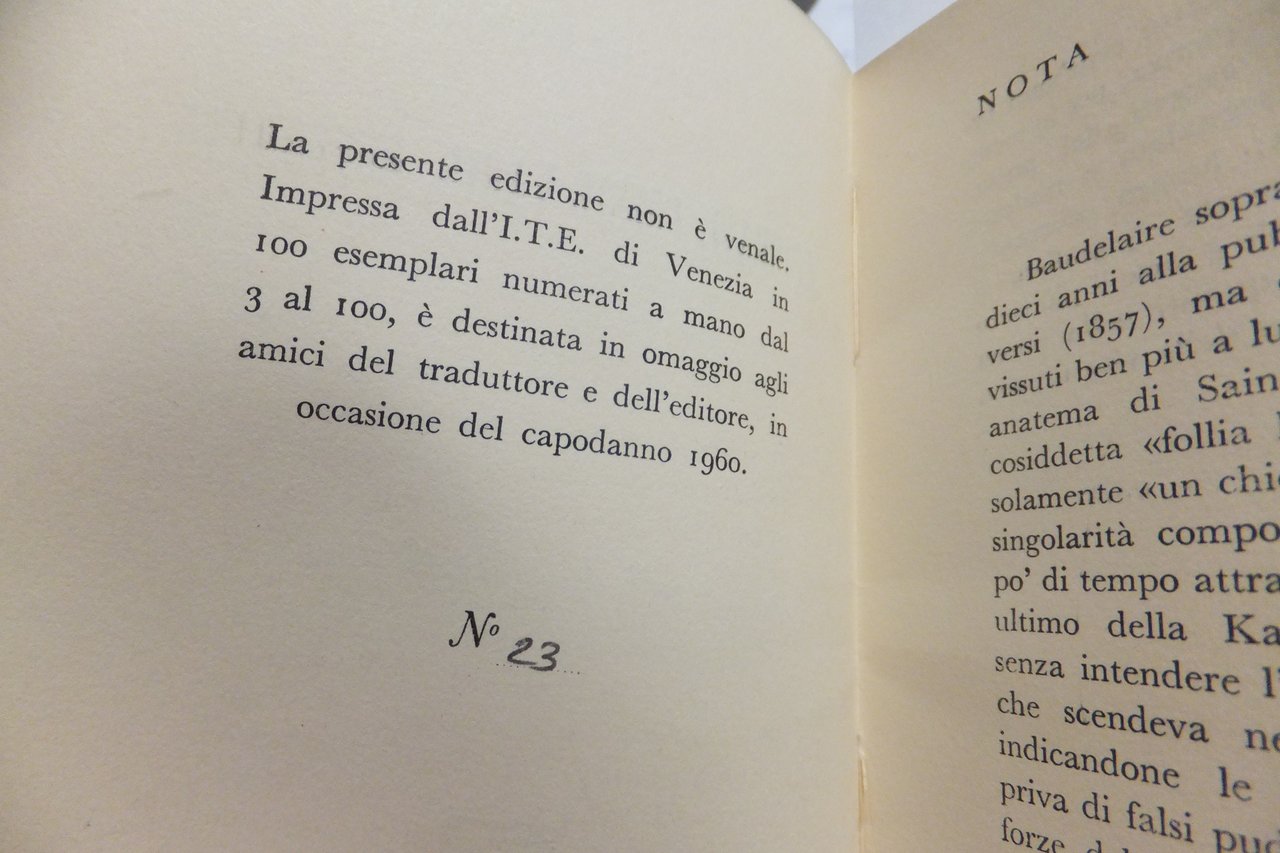 La presente edizione non è venale.
Impressa dall'I.T.E. di Venezia in
100 esemplari numerati a mano dal
3 al 100, è destinata in omaggio agli
amici del traduttore e dell'editore, in
occasione del capodanno 1960.
Nº 23
NOTA
Baudelaire
dieci anni alla
versi (1857), ma
vissuti ben più a
anatema di
cosiddetta «follia
solamente «un
singolarità
po' di tempo
ultimo della
senza intendere
che scendeva
indicandone le
priva di falsi
forze